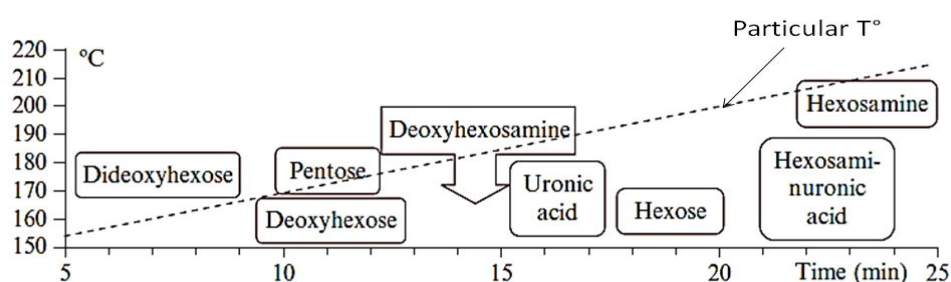 Particular T°
220
ºC
210
200
190
180
170
160
150
Deoxyhexosamine
Hexosamine
Dideoxyhexose
Pentose
Deoxyhexose
Uronic
acid
Hexose
Hexosami-
nuronic
acid
5
10
15
20
Time (min)
25